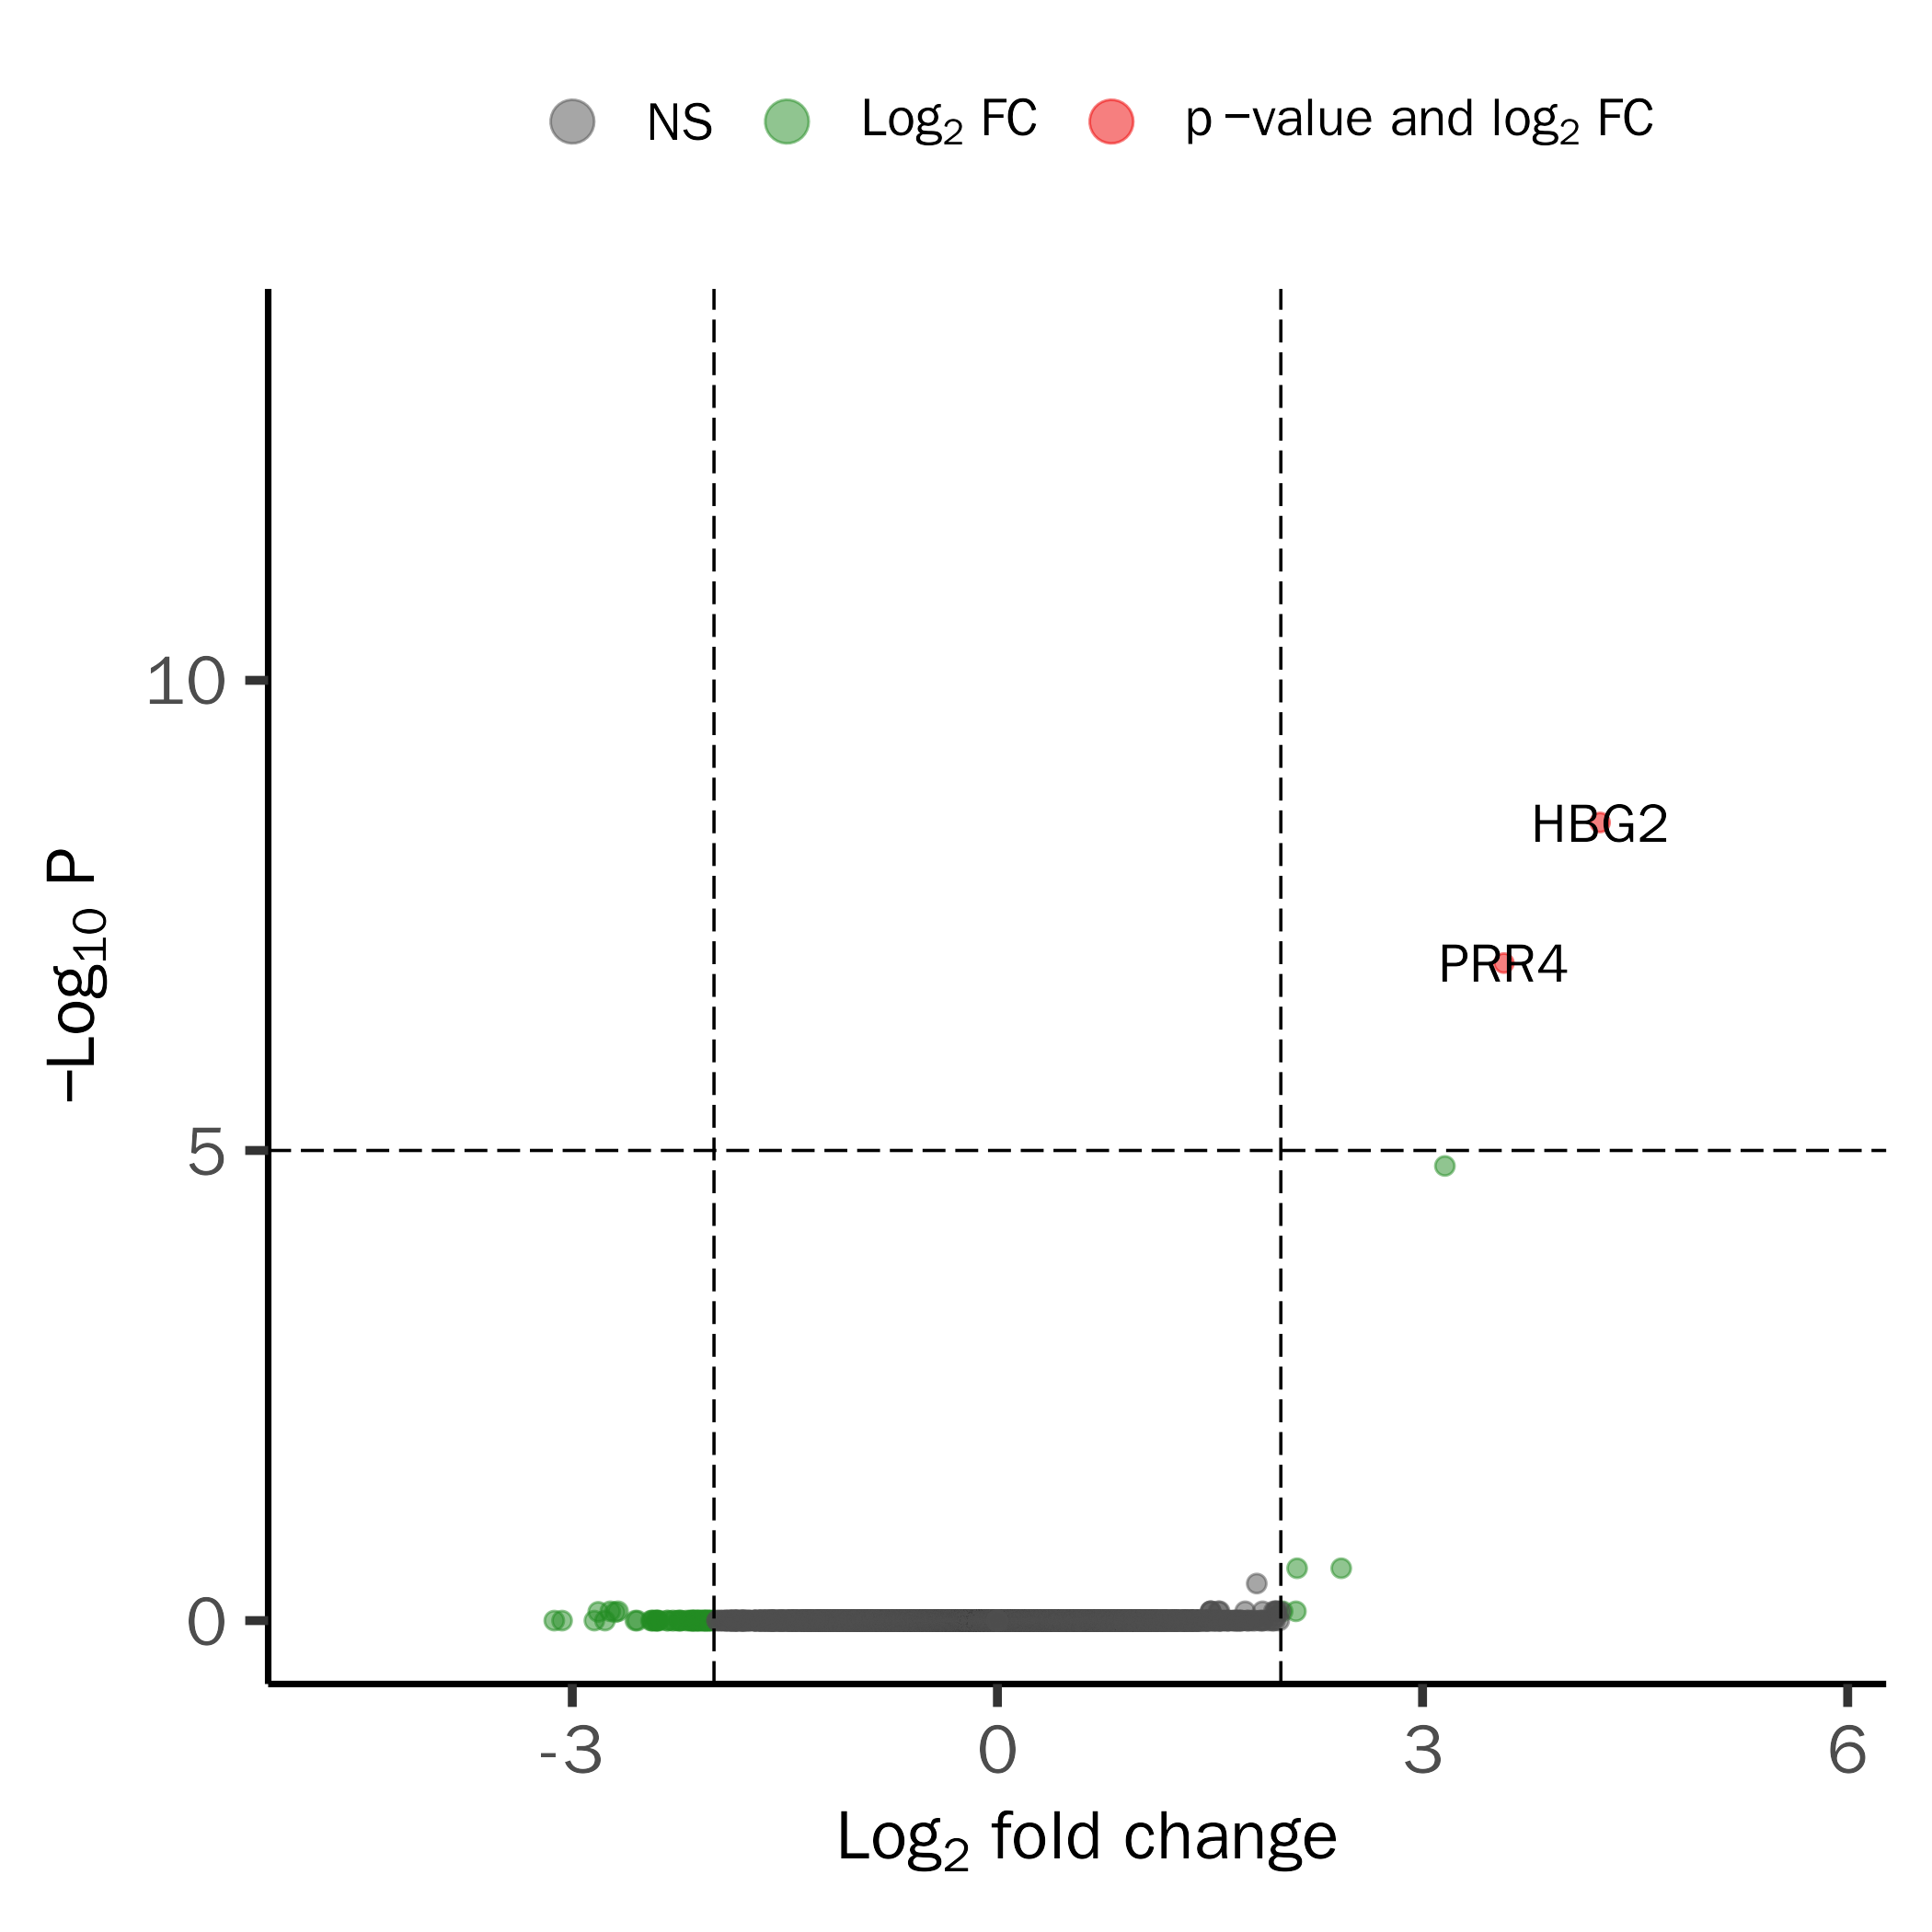 NS Log₂ FC p −value and log₂ FC
10
HBG2
PRR4
5
0
−Log₁₀ P
-3 0 3 6
Log₂ fold change